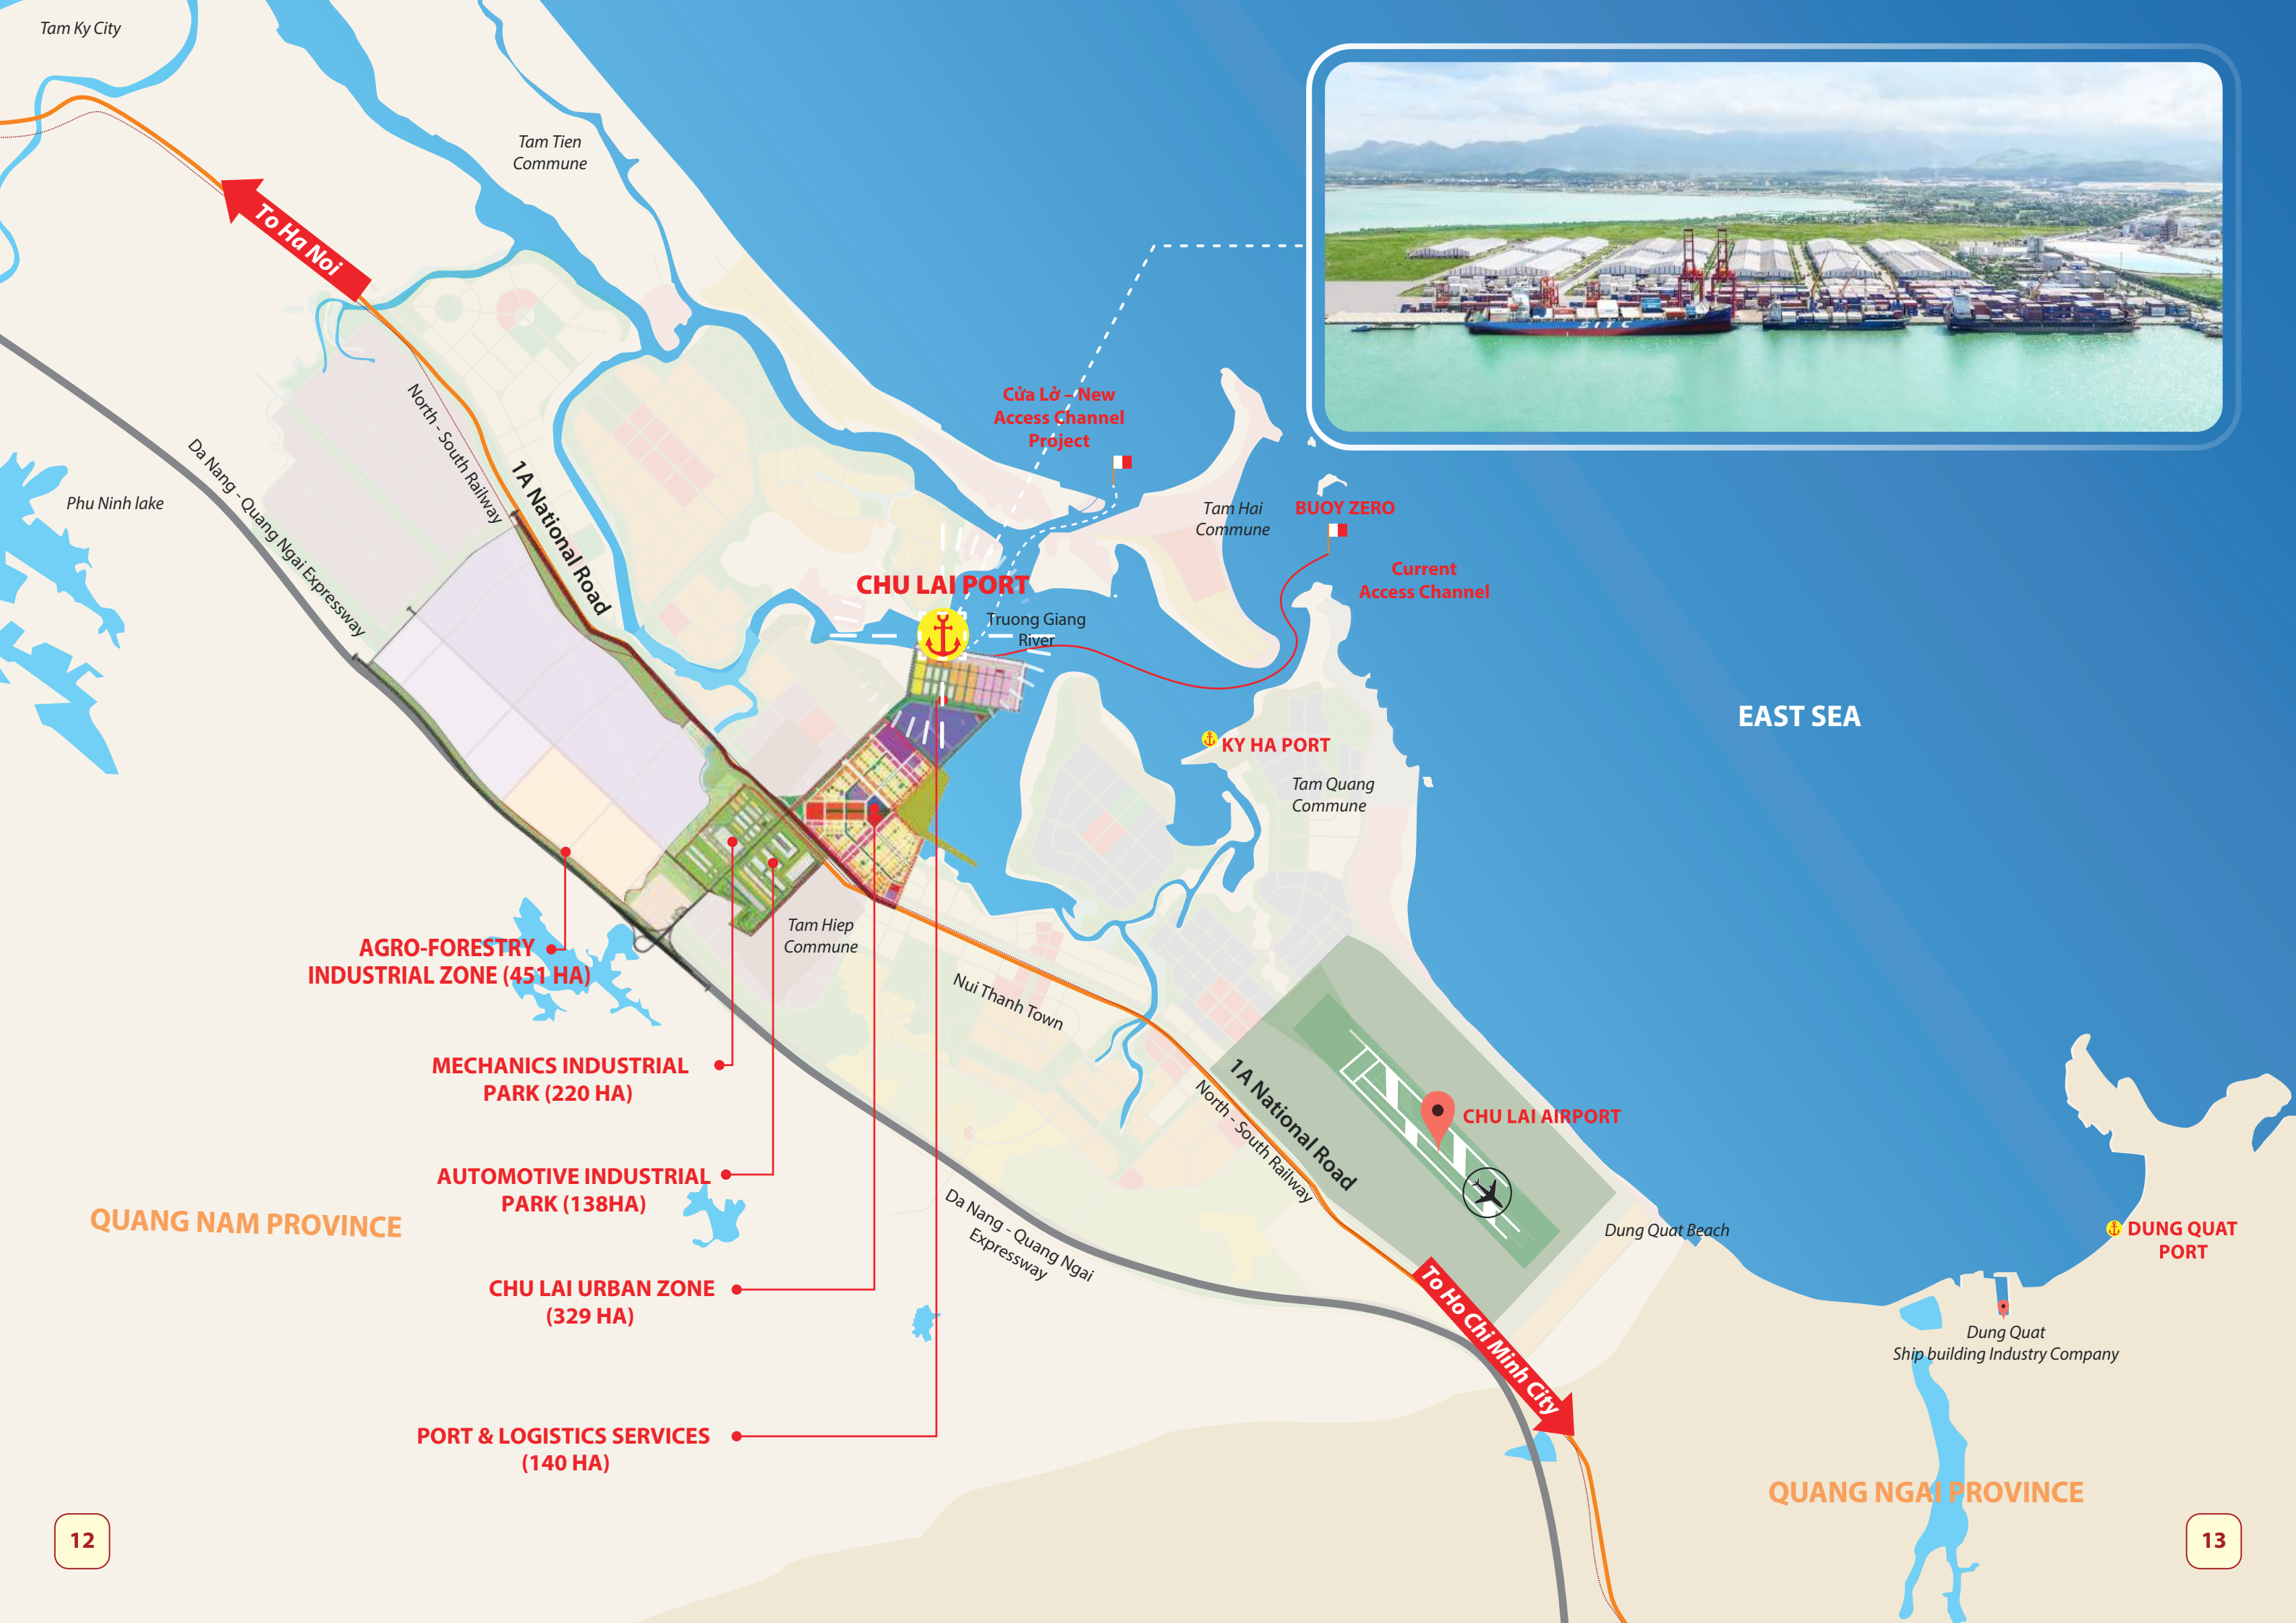 Tam Ky City
Tam Tien
Commune
To Ha Noi
North - South Railway
1A National Road
Da Nang - Quang Ngai Expressway
Phu Ninh lake
SITC
Cửa Lở – New
Access Channel
Project
Tam Hai
Commune
BUOY ZERO
Current
Access Channel
CHU LAI PORT
Truong Giang
River
EAST SEA
KY HA PORT
Tam Quang
Commune
Tam Hiep
Commune
AGRO-FORESTRY
INDUSTRIAL ZONE (451 HA)
Nui Thanh Town
MECHANICS INDUSTRIAL
PARK (220 HA)
1A National Road
North - South Railway
CHU LAI AIRPORT
AUTOMOTIVE INDUSTRIAL
PARK (138HA)
QUANG NAM PROVINCE
Da Nang - Quang Ngai
Expressway
Dung Quat Beach
DUNG QUAT
PORT
CHU LAI URBAN ZONE
(329 HA)
To Ho Chi Minh City
Dung Quat
Ship building Industry Company
PORT & LOGISTICS SERVICES
(140 HA)
QUANG NGAI PROVINCE
12
13